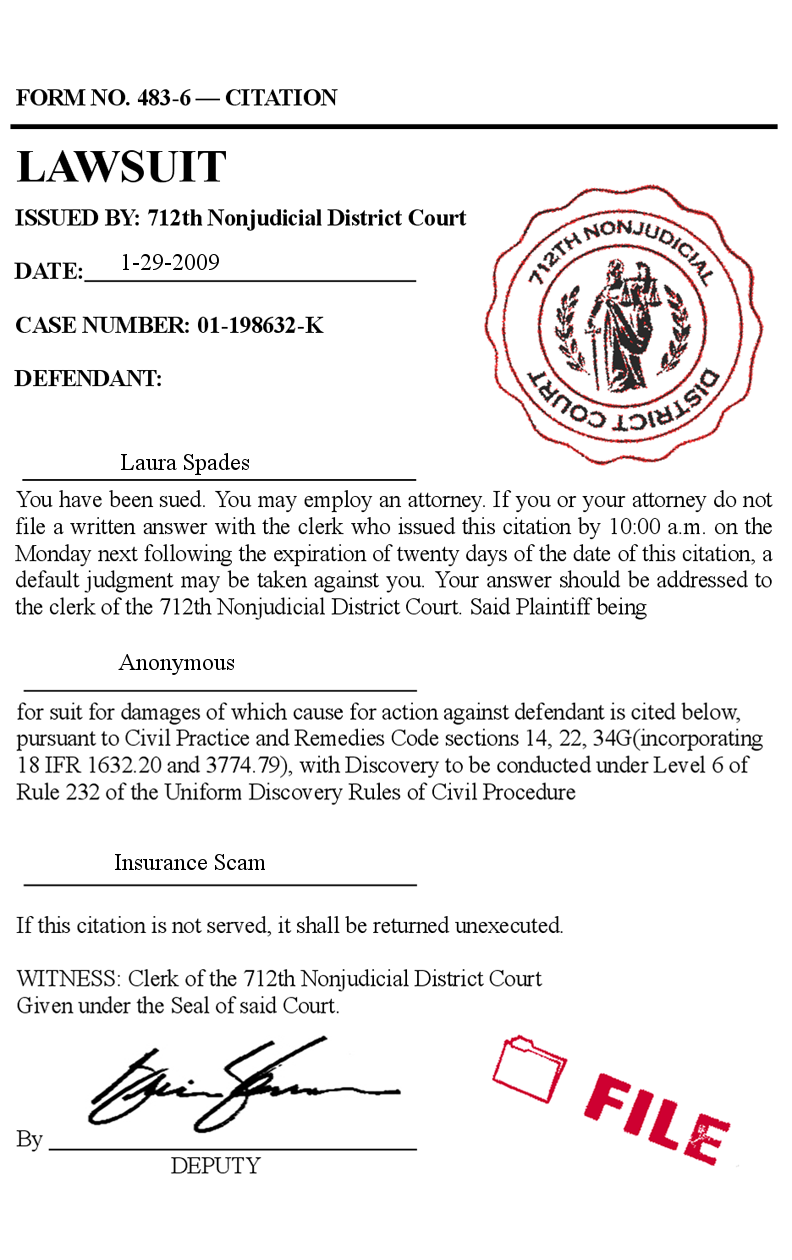 FORM NO. 483-6 — CITATION
LAWSUIT
ISSUED BY: 712th Nonjudicial District Court
DATE: 1-29-2009
CASE NUMBER: 01-198632-K
DEFENDANT:
712TH NONJUDICIAL
DISTRICT COURT
Laura Spades
You have been sued. You may employ an attorney. If you or your attorney do not
file a written answer with the clerk who issued this citation by 10:00 a.m. on the
Monday next following the expiration of twenty days of the date of this citation, a
default judgment may be taken against you. Your answer should be addressed to
the clerk of the 712th Nonjudicial District Court. Said Plaintiff being
Anonymous
for suit for damages of which cause for action against defendant is cited below,
pursuant to Civil Practice and Remedies Code sections 14, 22, 34G(incorporating
18 IFR 1632.20 and 3774.79), with Discovery to be conducted under Level 6 of
Rule 232 of the Uniform Discovery Rules of Civil Procedure
Insurance Scam
If this citation is not served, it shall be returned unexecuted.
WITNESS: Clerk of the 712th Nonjudicial District Court
Given under the Seal of said Court.
FILE
By
DEPUTY